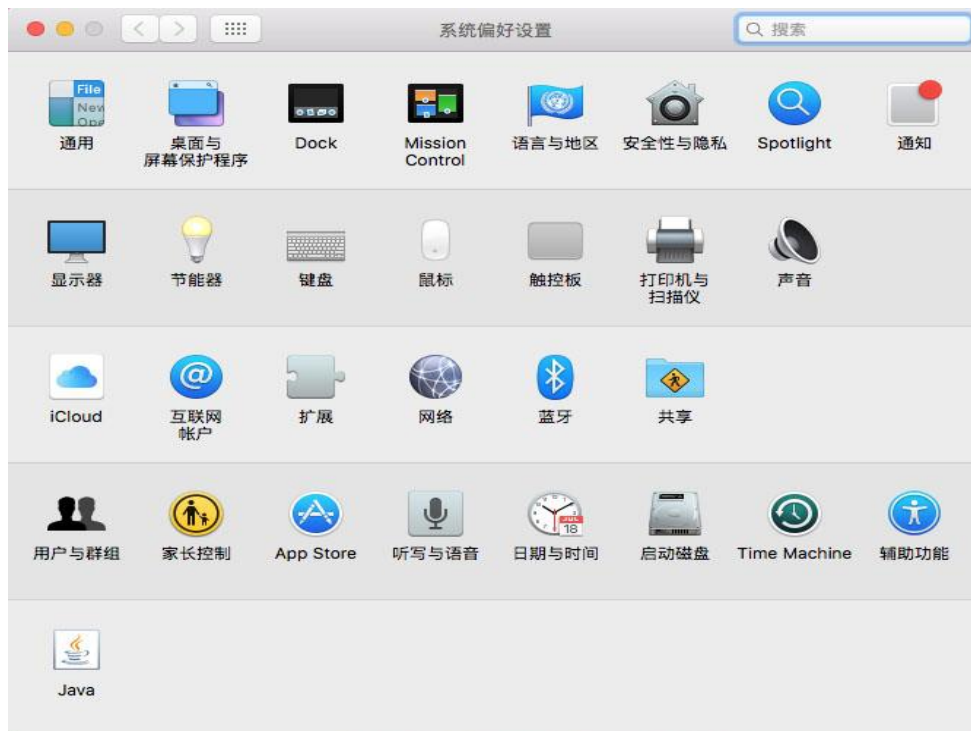 系统偏好设置
搜索
File
New
Ope
通用
桌面与
屏幕保护程序
Dock
Mission
Control
语言与地区
安全性与隐私
Spotlight
通知
显示器
节能器
键盘
鼠标
触控板
打印机与
扫描仪
声音
iCloud
互联网
帐户
扩展
网络
蓝牙
共享
用户与群组
家长控制
App Store
听写与语音
JUL
18
日期与时间
启动磁盘
Time Machine
辅助功能
Java